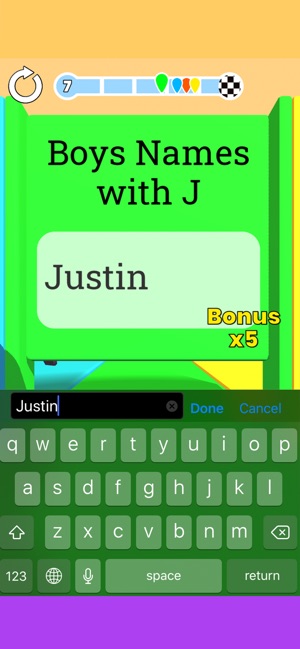 7
Boys Names
with J
Justin
Bonus
x5
Justin
Done
Cancel
q w e r t y u i o p
a s d f g h j k l
z x c v b n m
123
space
return